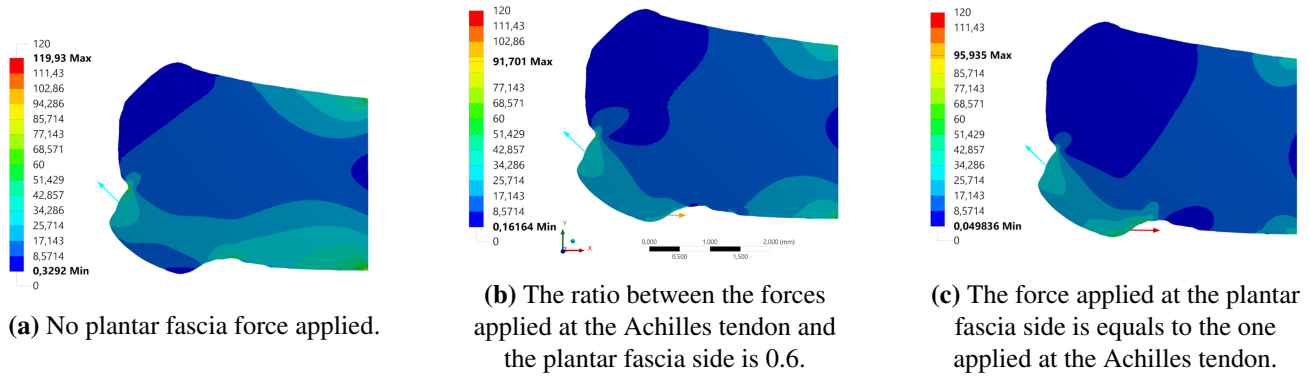 120
119,93 Max
111,43
102,86
94,286
85,714
77,143
68,571
60
51,429
42,857
34,286
25,714
17,143
8,5714
0,3292 Min
0
(a) No plantar fascia force applied.
120
111,43
102,86
91,701 Max
85,714
77,143
68,571
60
51,429
42,857
34,286
25,714
17,143
8,5714
0,16164 Min
0
Y
Z
X
0,000
1,000
2,000 (mm)
0,500
1,500
(b) The ratio between the forces
applied at the Achilles tendon and
the plantar fascia side is 0.6.
120
111,43
102,86
95,935 Max
85,714
77,143
68,571
60
51,429
42,857
34,286
25,714
17,143
8,5714
0,049836 Min
0
(c) The force applied at the plantar
fascia side is equals to the one
applied at the Achilles tendon.